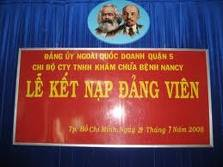 ĐẢNG ỦY NGOÀI QUỐC DOANH QUẬN 5
CHI BỘ CTY TNHH KHÁM CHỮA BỆNH NANCY
LỄ KẾT NẠP ĐẢNG VIÊN
Tp. Hồ Chí Minh, Ngày Tháng 7 năm 2008